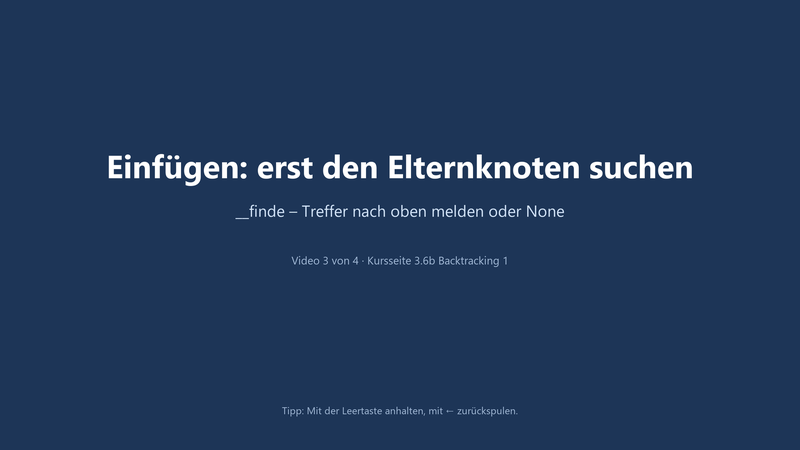 Einfügen: erst den Elternknoten suchen
__finde – Treffer nach oben melden oder None
Video 3 von 4 · Kursseite 3.6b Backtracking 1
Tipp: Mit der Leertaste anhalten, mit ← zurückspulen.